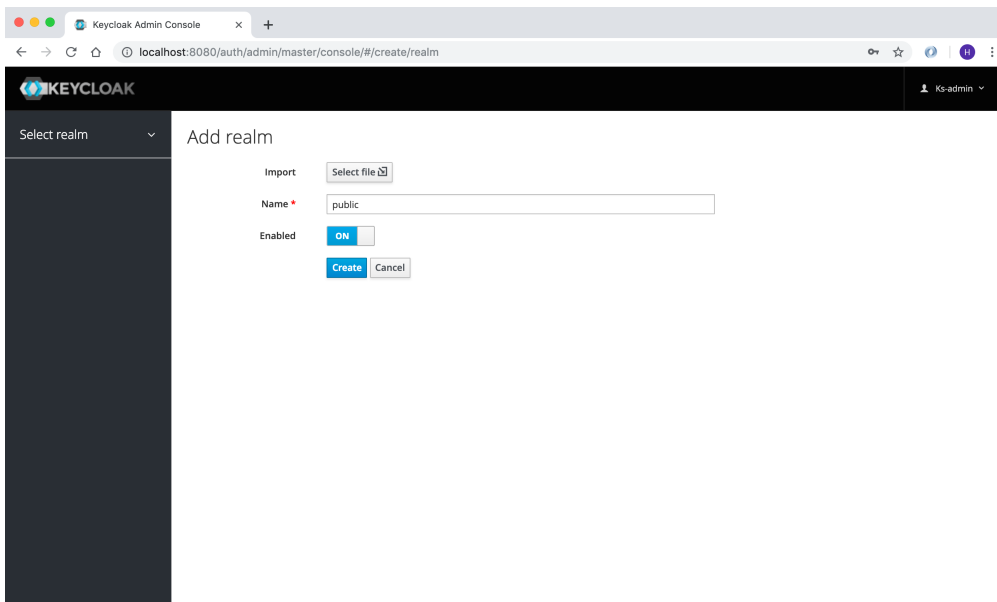 Keycloak Admin Console
localhost:8080/auth/admin/master/console/#/create/realm
H
KEYCLOAK
Ks-admin
Select realm
Add realm
Import Select file
Name * public
Enabled ON
Create Cancel